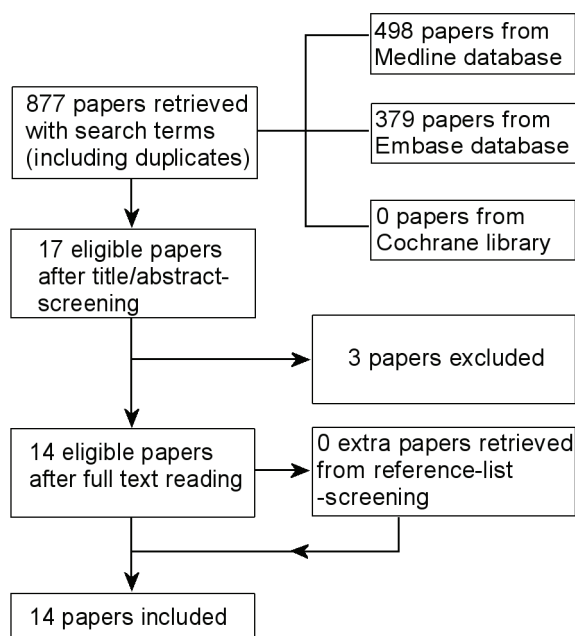 498 papers from
Medline database
877 papers retrieved
with search terms
(including duplicates)
379 papers from
Embase database
0 papers from
Cochrane library
17 eligible papers
after title/abstract-
screening
3 papers excluded
14 eligible papers
after full text reading
0 extra papers retrieved
from reference-list
-screening
14 papers included